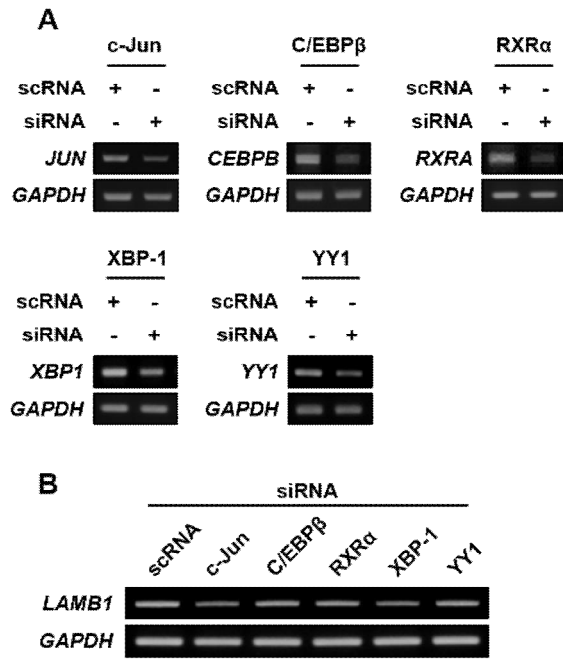 A
c-Jun C/EBPβ RXRα
scRNA + - scRNA + - scRNA + -
siRNA - + siRNA - + siRNA - +
JUN CEBPB RXRA
GAPDH GAPDH GAPDH
XBP-1 YY1
scRNA + - scRNA + -
siRNA - + siRNA - +
XBP1 YY1
GAPDH GAPDH
B
siRNA
scRNA c-Jun C/EBPβ RXRα XBP-1 YY1
LAMB1
GAPDH